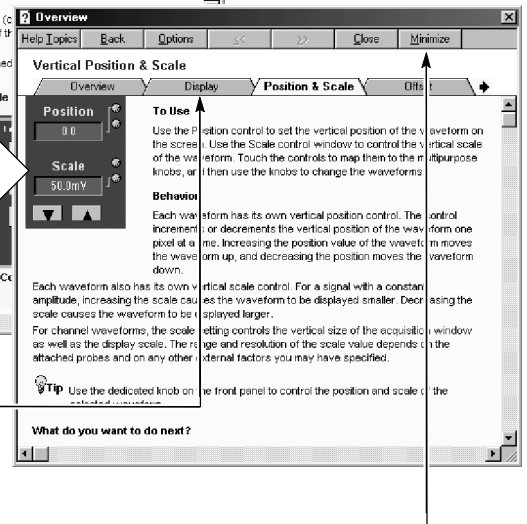 Overview
Help Topics Back Options << >> Close Minimize
Vertical Position & Scale
Overview Display Position & Scale Offset
Position
0.0
Scale
50.0mV
To Use
Use the Position control to set the vertical position of the waveform on
the screen. Use the Scale control window to control the vertical scale
of the waveform. Touch the controls to map them to the multipurpose
knobs, and then use the knobs to change the waveforms.
Behavior
Each waveform has its own vertical position control. The control
increments or decrements the vertical position of the waveform one
pixel at a time. Increasing the position value of the waveform moves
the waveform up, and decreasing the position moves the waveform
down.
Each waveform also has its own vertical scale control. For a signal with a constant
amplitude, increasing the scale causes the waveform to be displayed smaller. Decreasing the
scale causes the waveform to be displayed larger.
For channel waveforms, the scale setting controls the vertical size of the acquisition window
as well as the display scale. The range and resolution of the scale value depends on the
attached probes and on any other external factors you may have specified.
Tip Use the dedicated knob on the front panel to control the position and scale of the
What do you want to do next?